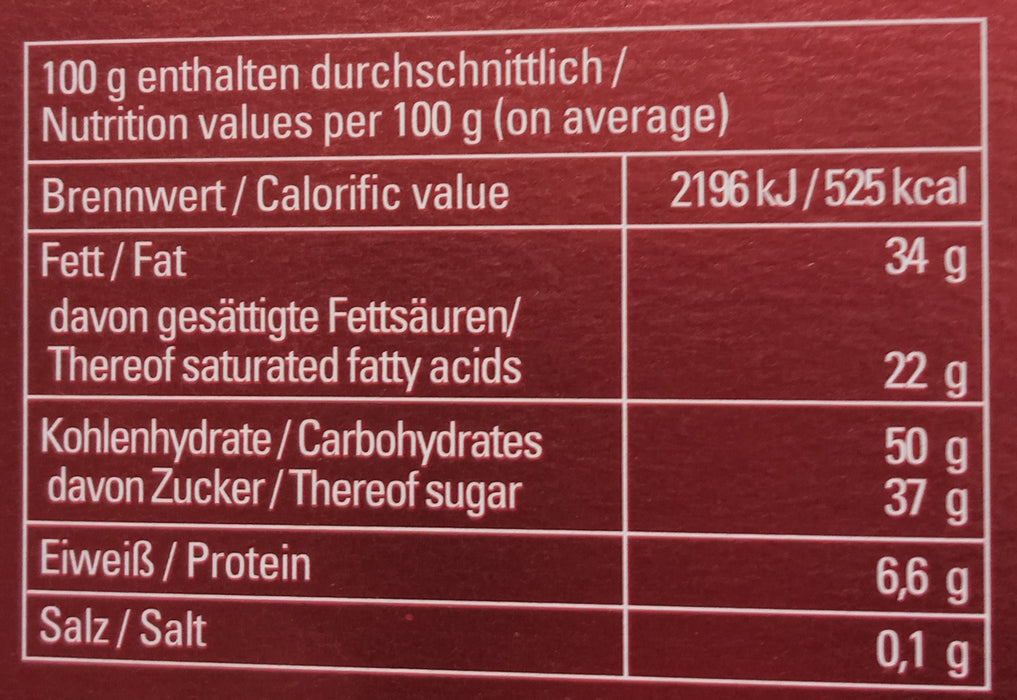 100 g enthalten durchschnittlich /
Nutrition values per 100 g (on average)
Brennwert / Calorific value 2196 kJ / 525 kcal
Fett / Fat 34 g
davon gesättigte Fettsäuren/
Thereof saturated fatty acids 22 g
Kohlenhydrate / Carbohydrates 50 g
davon Zucker / Thereof sugar 37 g
Eiweiß / Protein 6,6 g
Salz / Salt 0,1 g